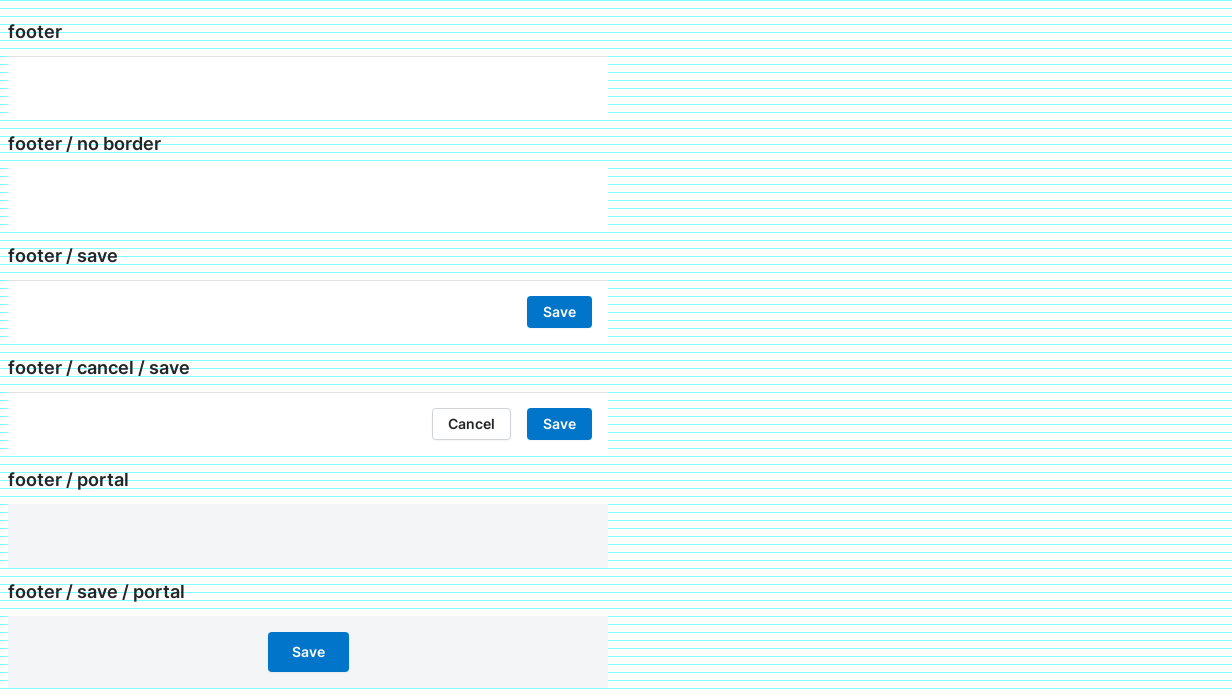 footer
footer / no border
footer / save
Save
footer / cancel / save
Cancel Save
footer / portal
footer / save / portal
Save